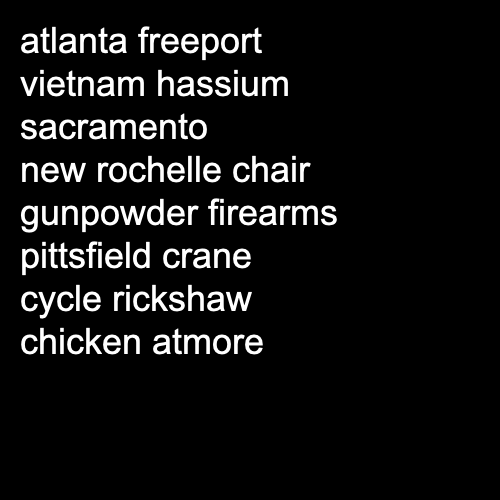 atlanta freeport
vietnam hassium
sacramento
new rochelle chair
gunpowder firearms
pittsfield crane
cycle rickshaw
chicken atmore